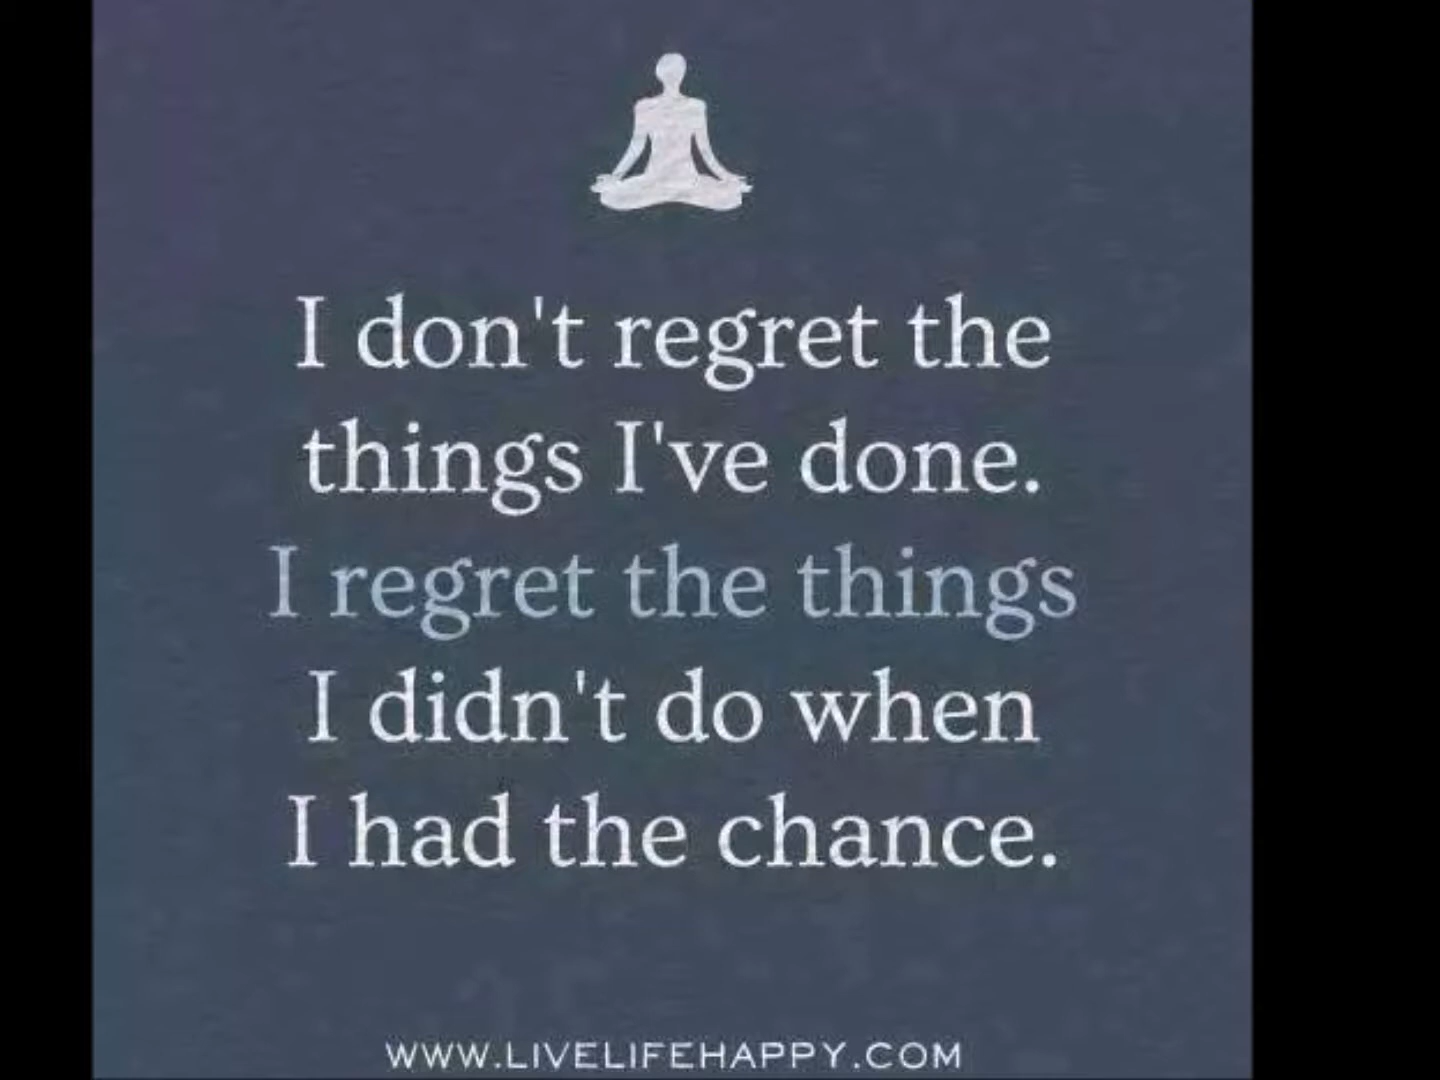 I don't regret the
things I've done.
I regret the things
I didn't do when
I had the chance.
WWW.LIVELIFEHAPPY.COM